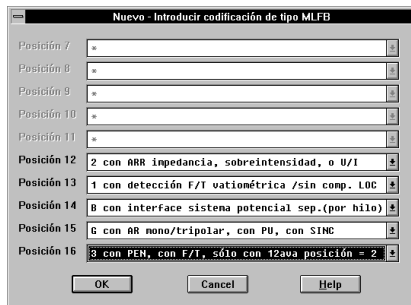 Nuevo - Introducir codificación de tipo MLFB
Posición 7 *
Posición 8 *
Posición 9 *
Posición 10 *
Posición 11 *
Posición 12 2 con ARR impedancia, sobreintensidad, o U/I
Posición 13 1 con detección F/T vatiométrica /sin comp. LOC
Posición 14 B con interface sistema potencial sep.(por hilo)
Posición 15 G con AR mono/tripolar, con PU, con SINC
Posición 16 3 con PEN, con F/T, sólo con 12ava posición = 2
OK Cancel Help